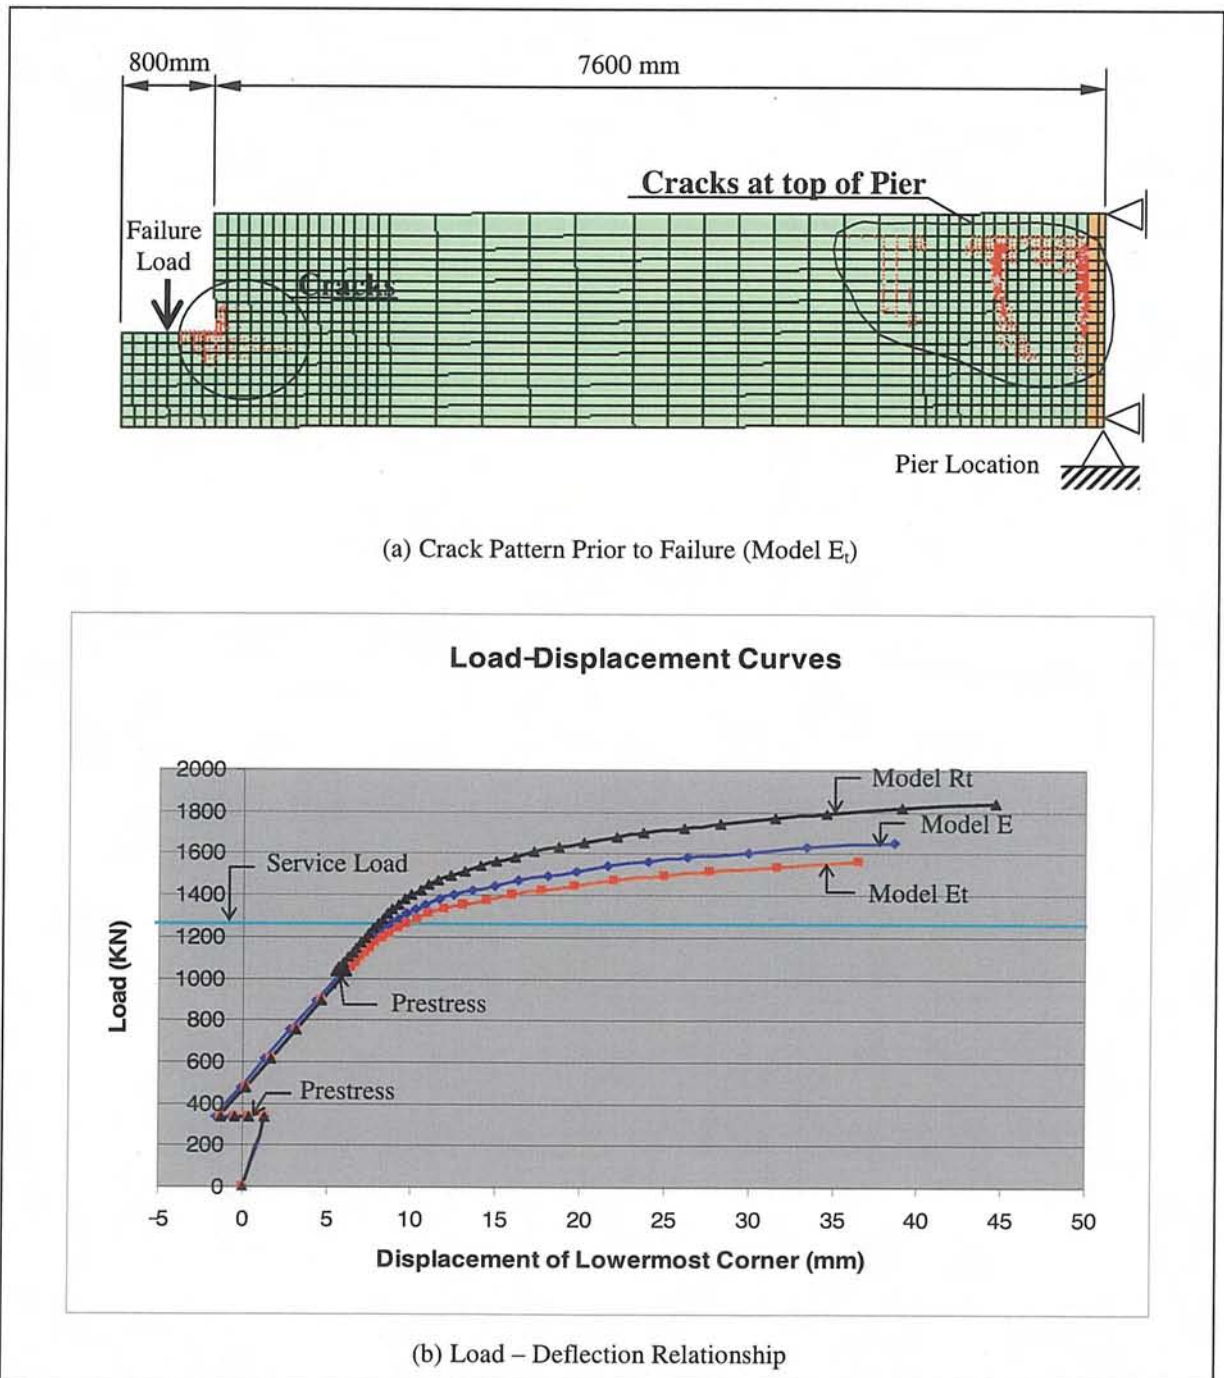 800mm
7600 mm
Cracks at top of Pier
Failure
Load
Cracks
Pier Location
(a) Crack Pattern Prior to Failure (Model Et)
Load-Displacement Curves
2000
1800
1600
1400
1200
1000
800
600
400
200
0
Load (KN)
Model Rt
Model E
Model Et
Service Load
Prestress
Prestress
-5 0 5 10 15 20 25 30 35 40 45 50
Displacement of Lowermost Corner (mm)
(b) Load – Deflection Relationship